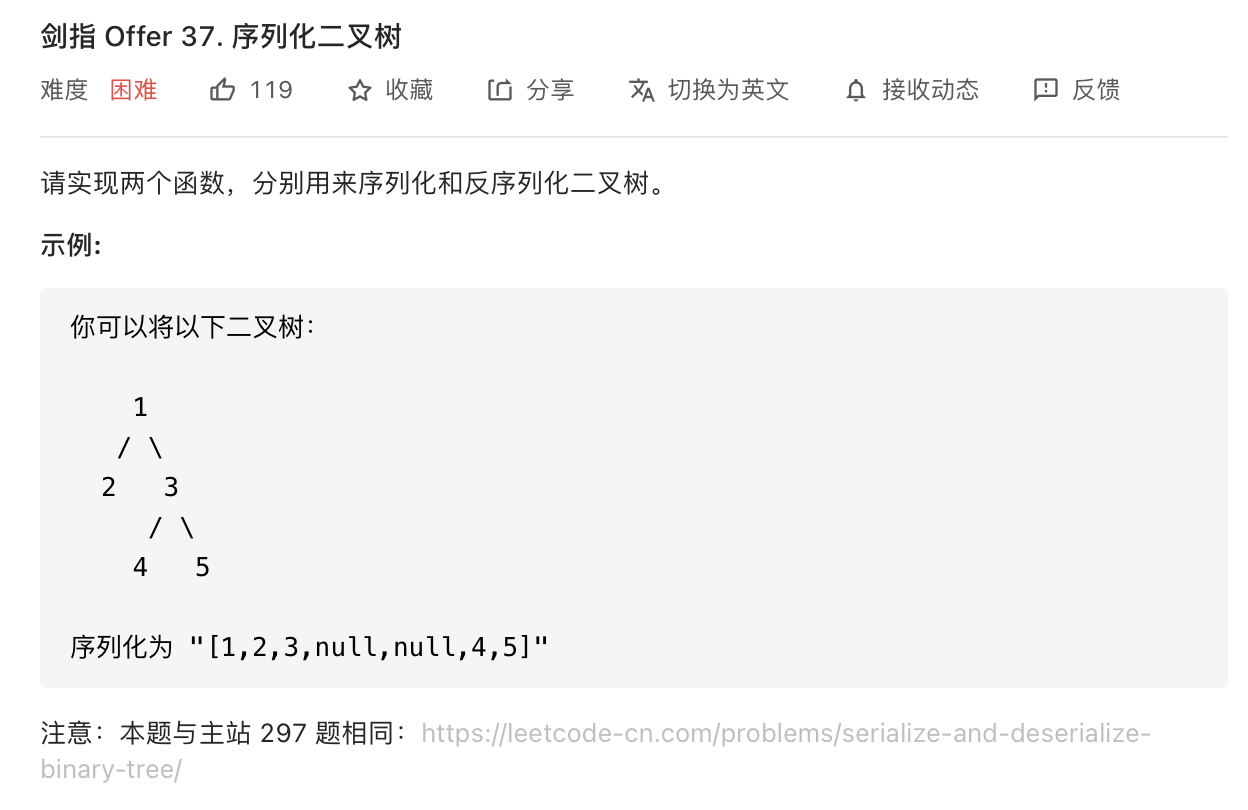 剑指 Offer 37. 序列化二叉树
难度 困难 119 收藏 分享 切换为英文 接收动态 反馈
请实现两个函数，分别用来序列化和反序列化二叉树。
示例:
你可以将以下二叉树：
1
/ \
2 3
/ \
4 5
序列化为 "[1,2,3,null,null,4,5]"
注意：本题与主站 297 题相同：https://leetcode-cn.com/problems/serialize-and-deserialize-
binary-tree/